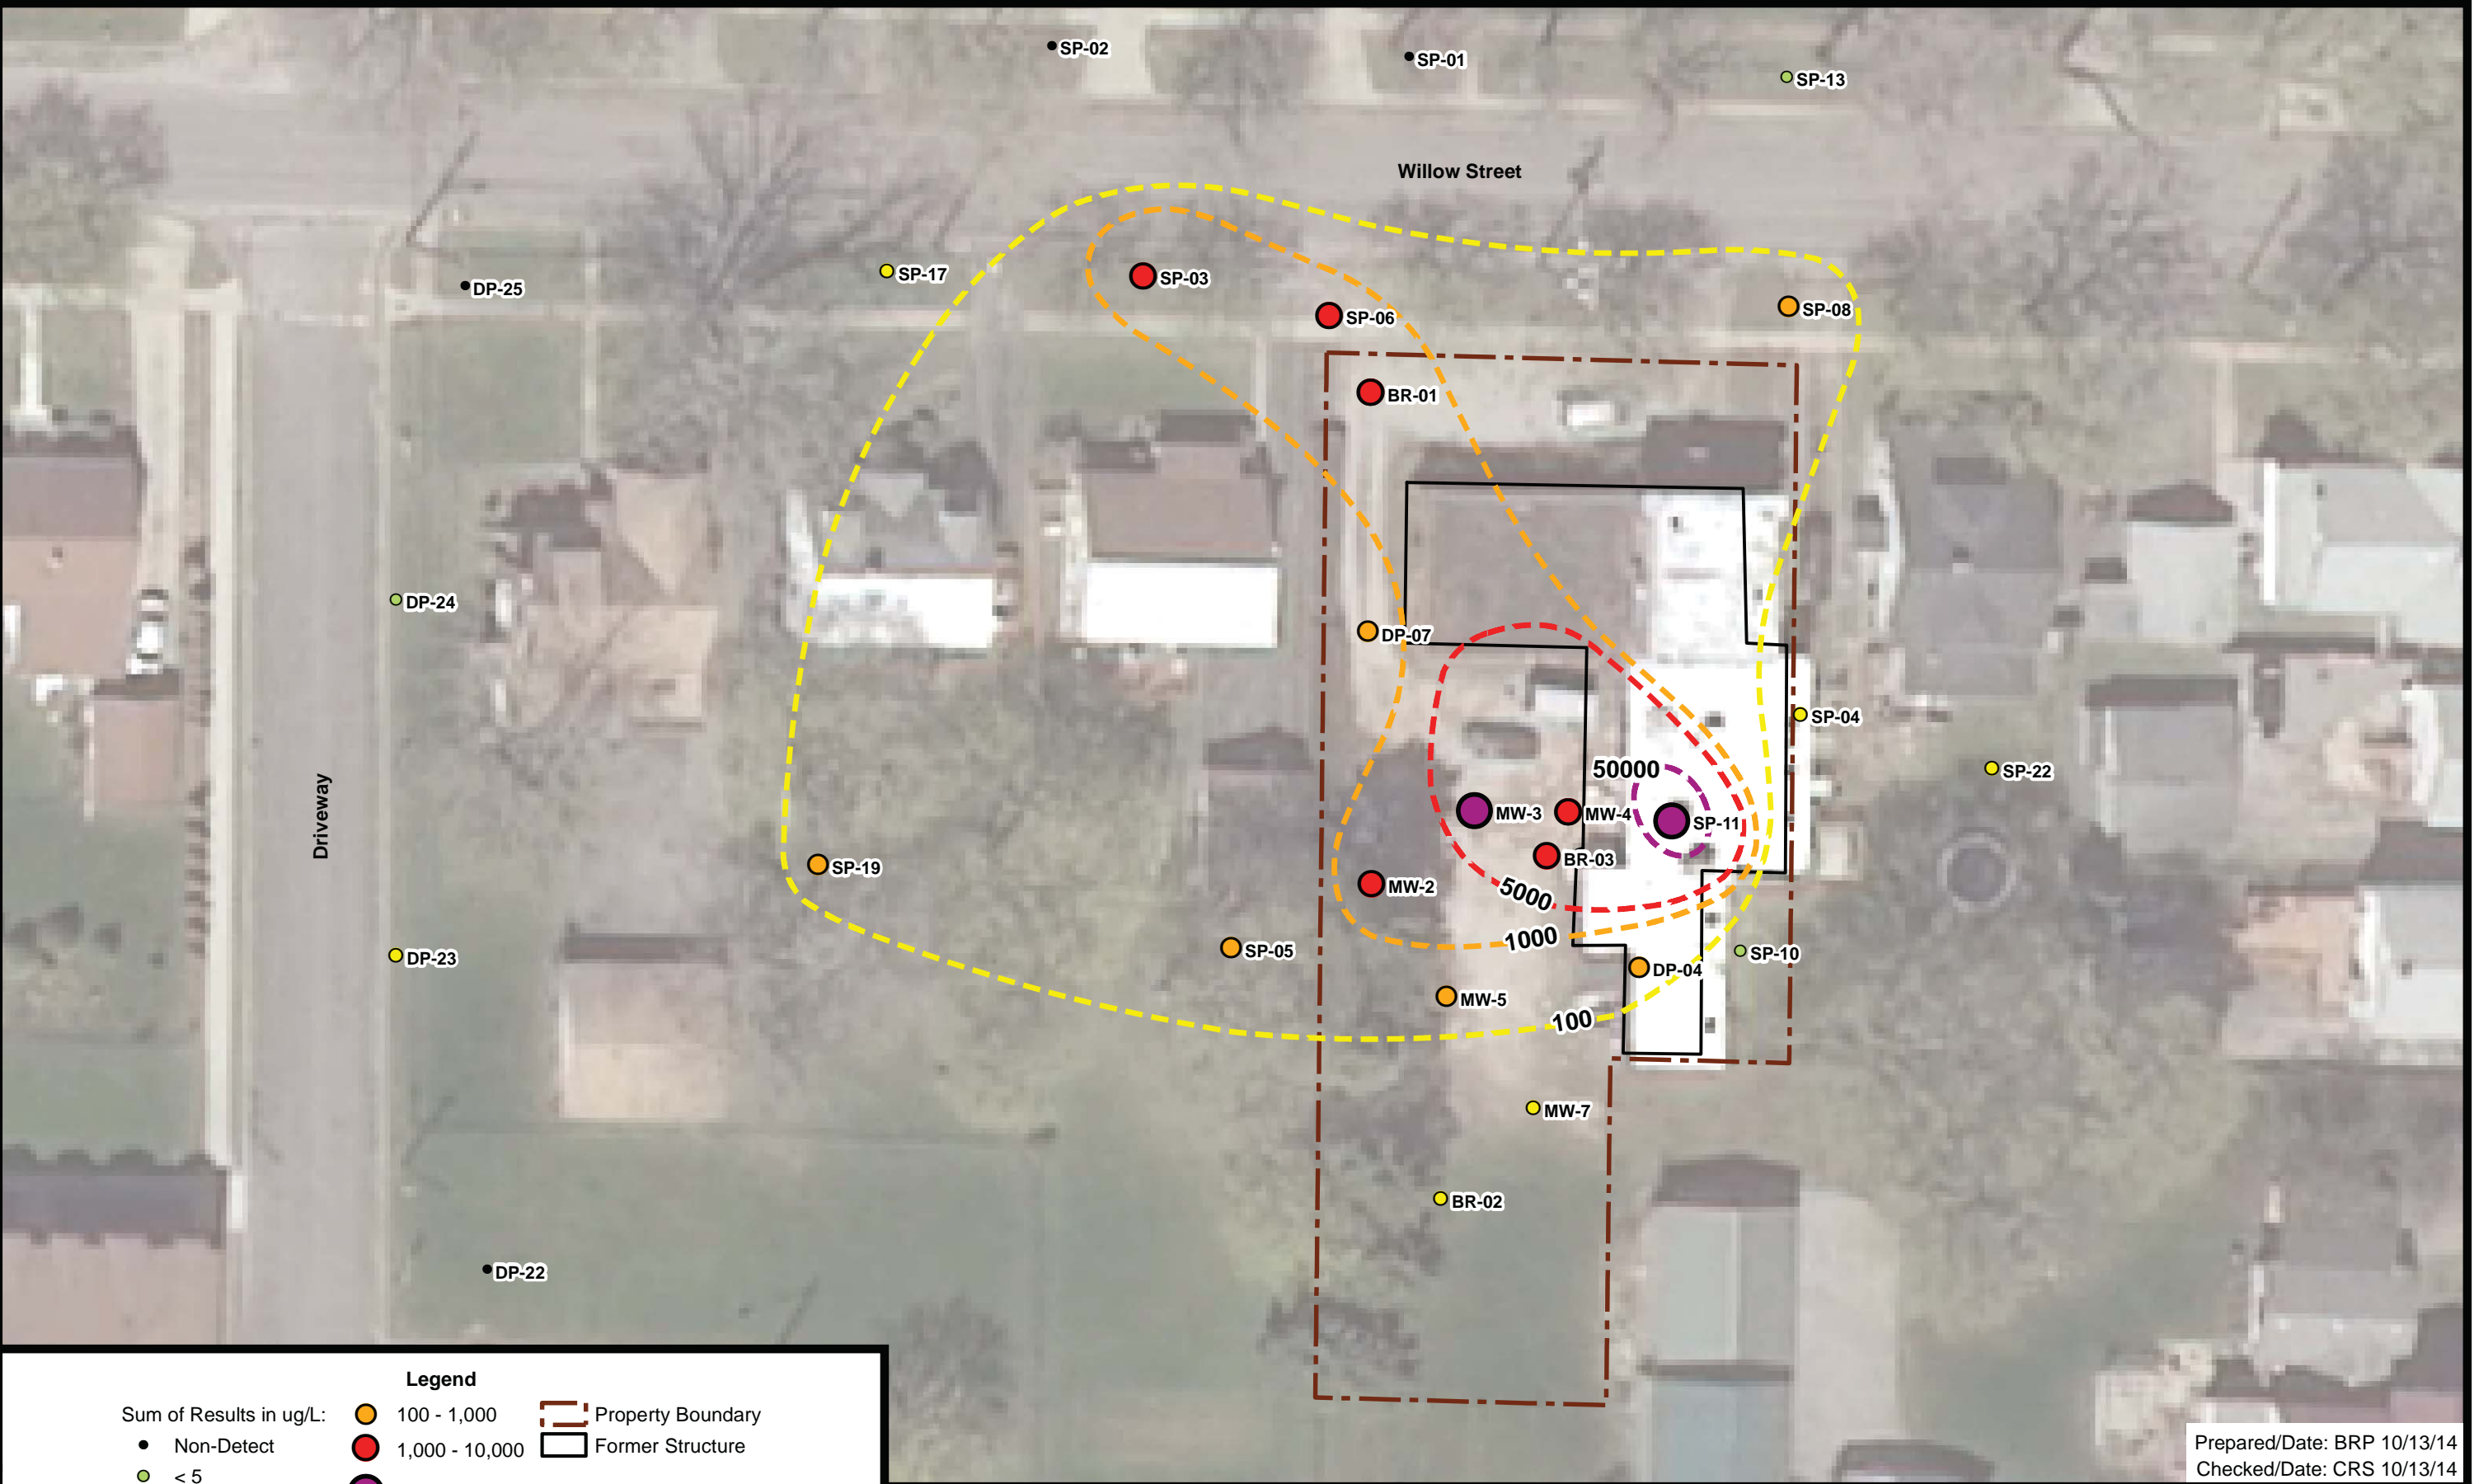 SP-02
SP-01
SP-13
Willow Street
SP-17
SP-03
DP-25
SP-06
SP-08
BR-01
DP-24
DP-07
SP-04
50000
SP-22
MW-3
MW-4
SP-11
Driveway
BR-03
SP-19
MW-2
5000
1000
SP-05
SP-10
DP-23
DP-04
MW-5
100
MW-7
BR-02
DP-22
Legend
Sum of Results in ug/L:
Non-Detect
< 5
100 - 1,000
1,000 - 10,000
Property Boundary
Former Structure
Prepared/Date: BRP 10/13/14
Checked/Date: CRS 10/13/14